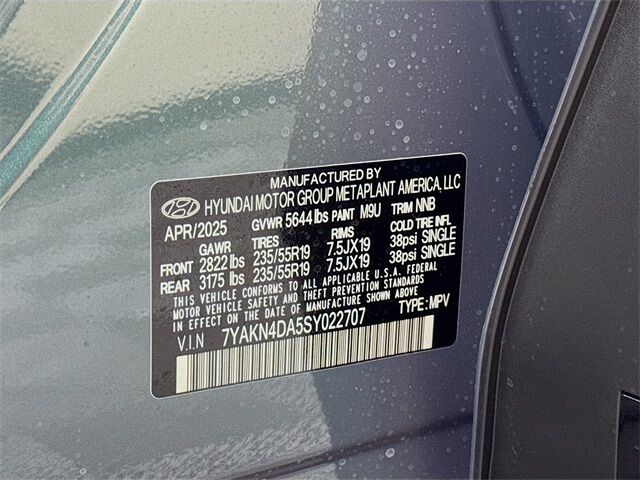 MANUFACTURED BY
HYUNDAI MOTOR GROUP METAPLANT AMERICA, LLC
APR/2025 GVWR 5644 lbs PAINT M9U TRIM NNB
GAWR TIRES RIMS COLD TIRE INFL
FRONT 2822 lbs 235/55R19 7.5JX19 38psi SINGLE
REAR 3175 lbs 235/55R19 7.5JX19 38psi SINGLE
THIS VEHICLE CONFORMS TO ALL APPLICABLE U.S.A. FEDERAL
MOTOR VEHICLE SAFETY AND THEFT PREVENTION STANDARDS
IN EFFECT ON THE DATE OF MANUFACTURE SHOWN ABOVE.
V.I.N 7YAKN4DA5SY022707 TYPE: MPV